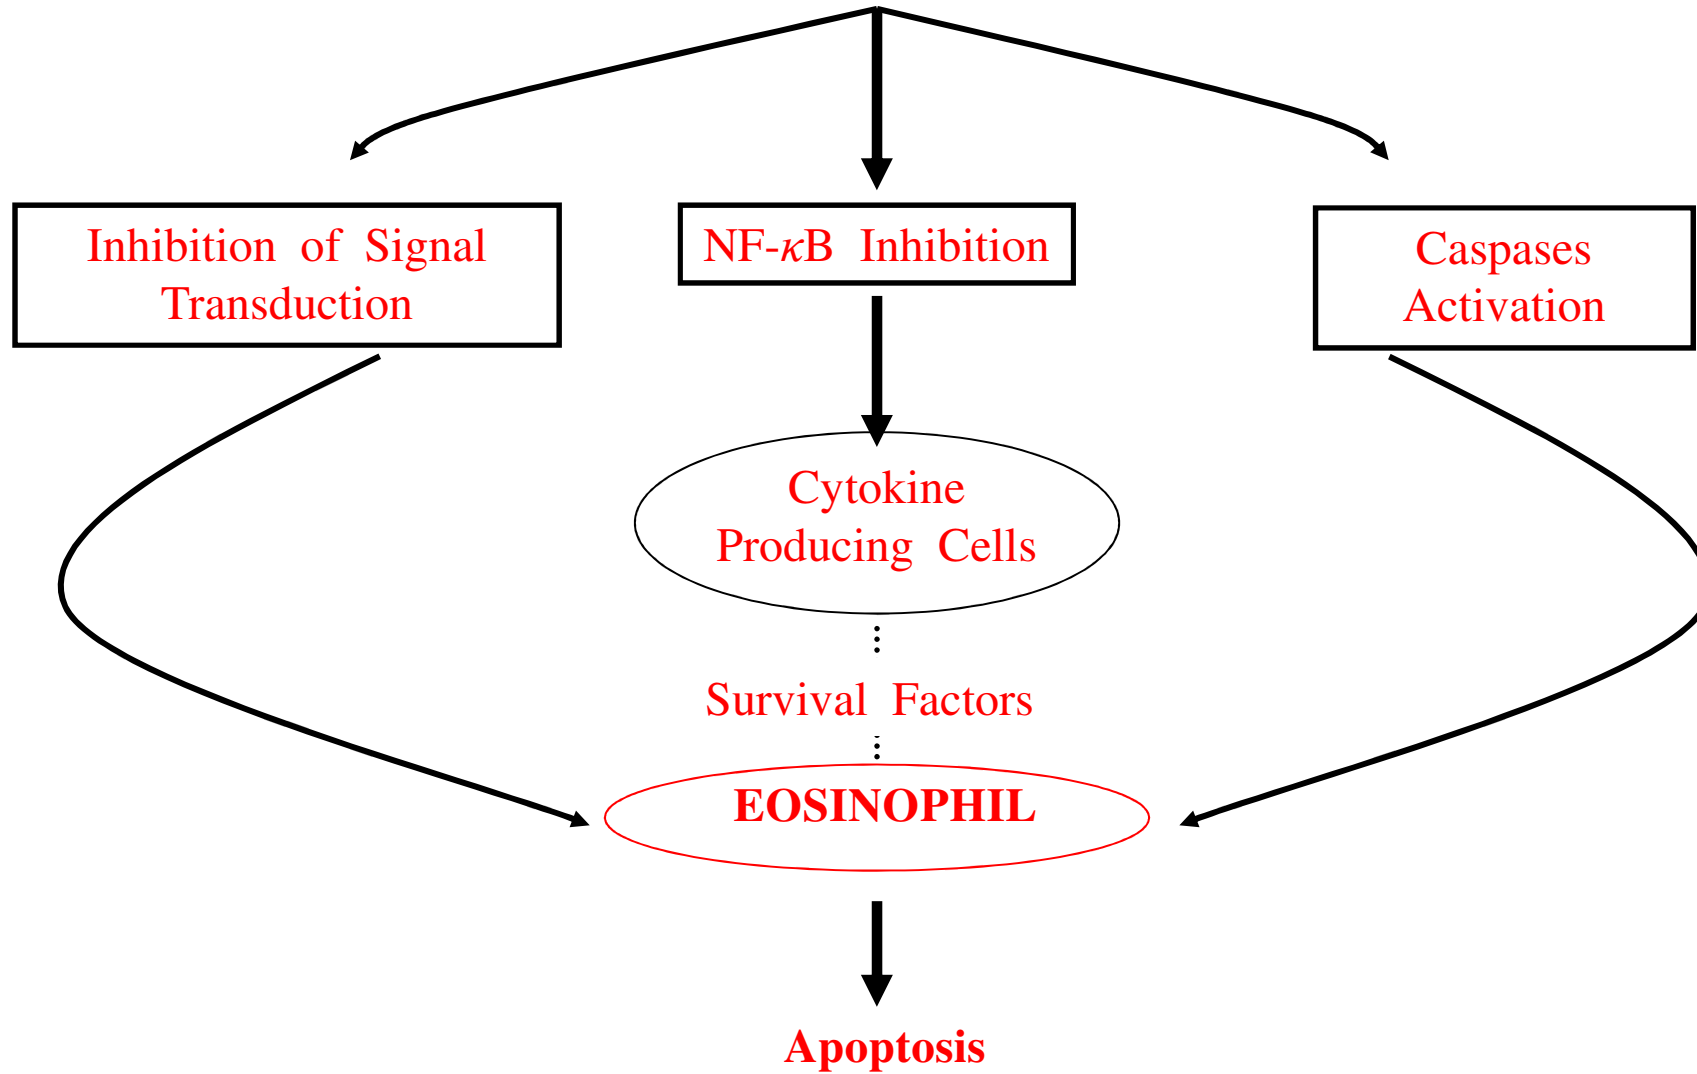 Inhibition of Signal
Transduction
NF-κB Inhibition
Caspases
Activation
Cytokine
Producing Cells
Survival Factors
EOSINOPHIL
Apoptosis